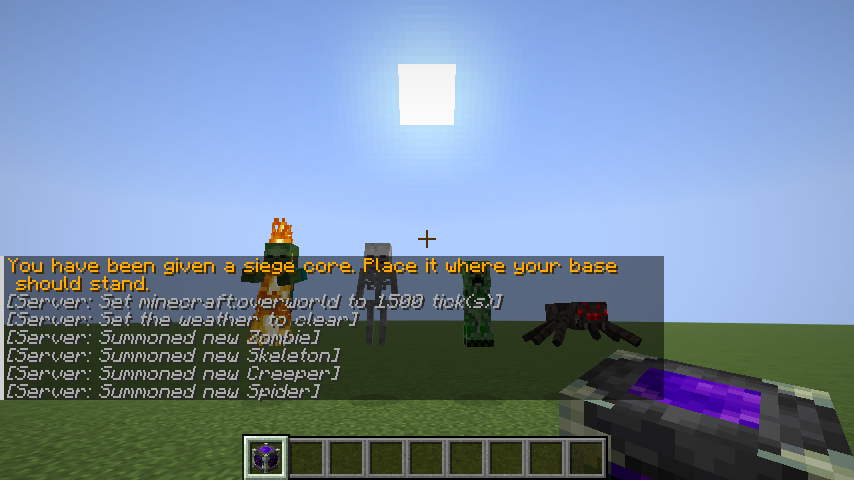 You have been given a siege core. Place it where your base
should stand.
[Server: Set minecraft:overworld to 1500 tick(s)]
[Server: Set the weather to clear]
[Server: Summoned new Zombie]
[Server: Summoned new Skeleton]
[Server: Summoned new Creeper]
[Server: Summoned new Spider]